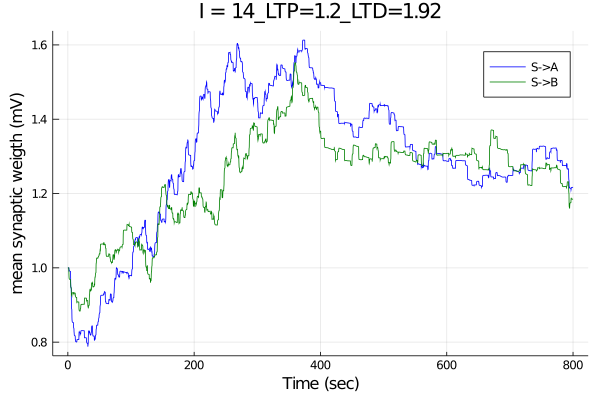 I = 14_LTP=1.2_LTD=1.92
mean synaptic weigth (mV)
1.6
1.4
1.2
1.0
0.8
S->A
S->B
0
200
400
600
800
Time (sec)